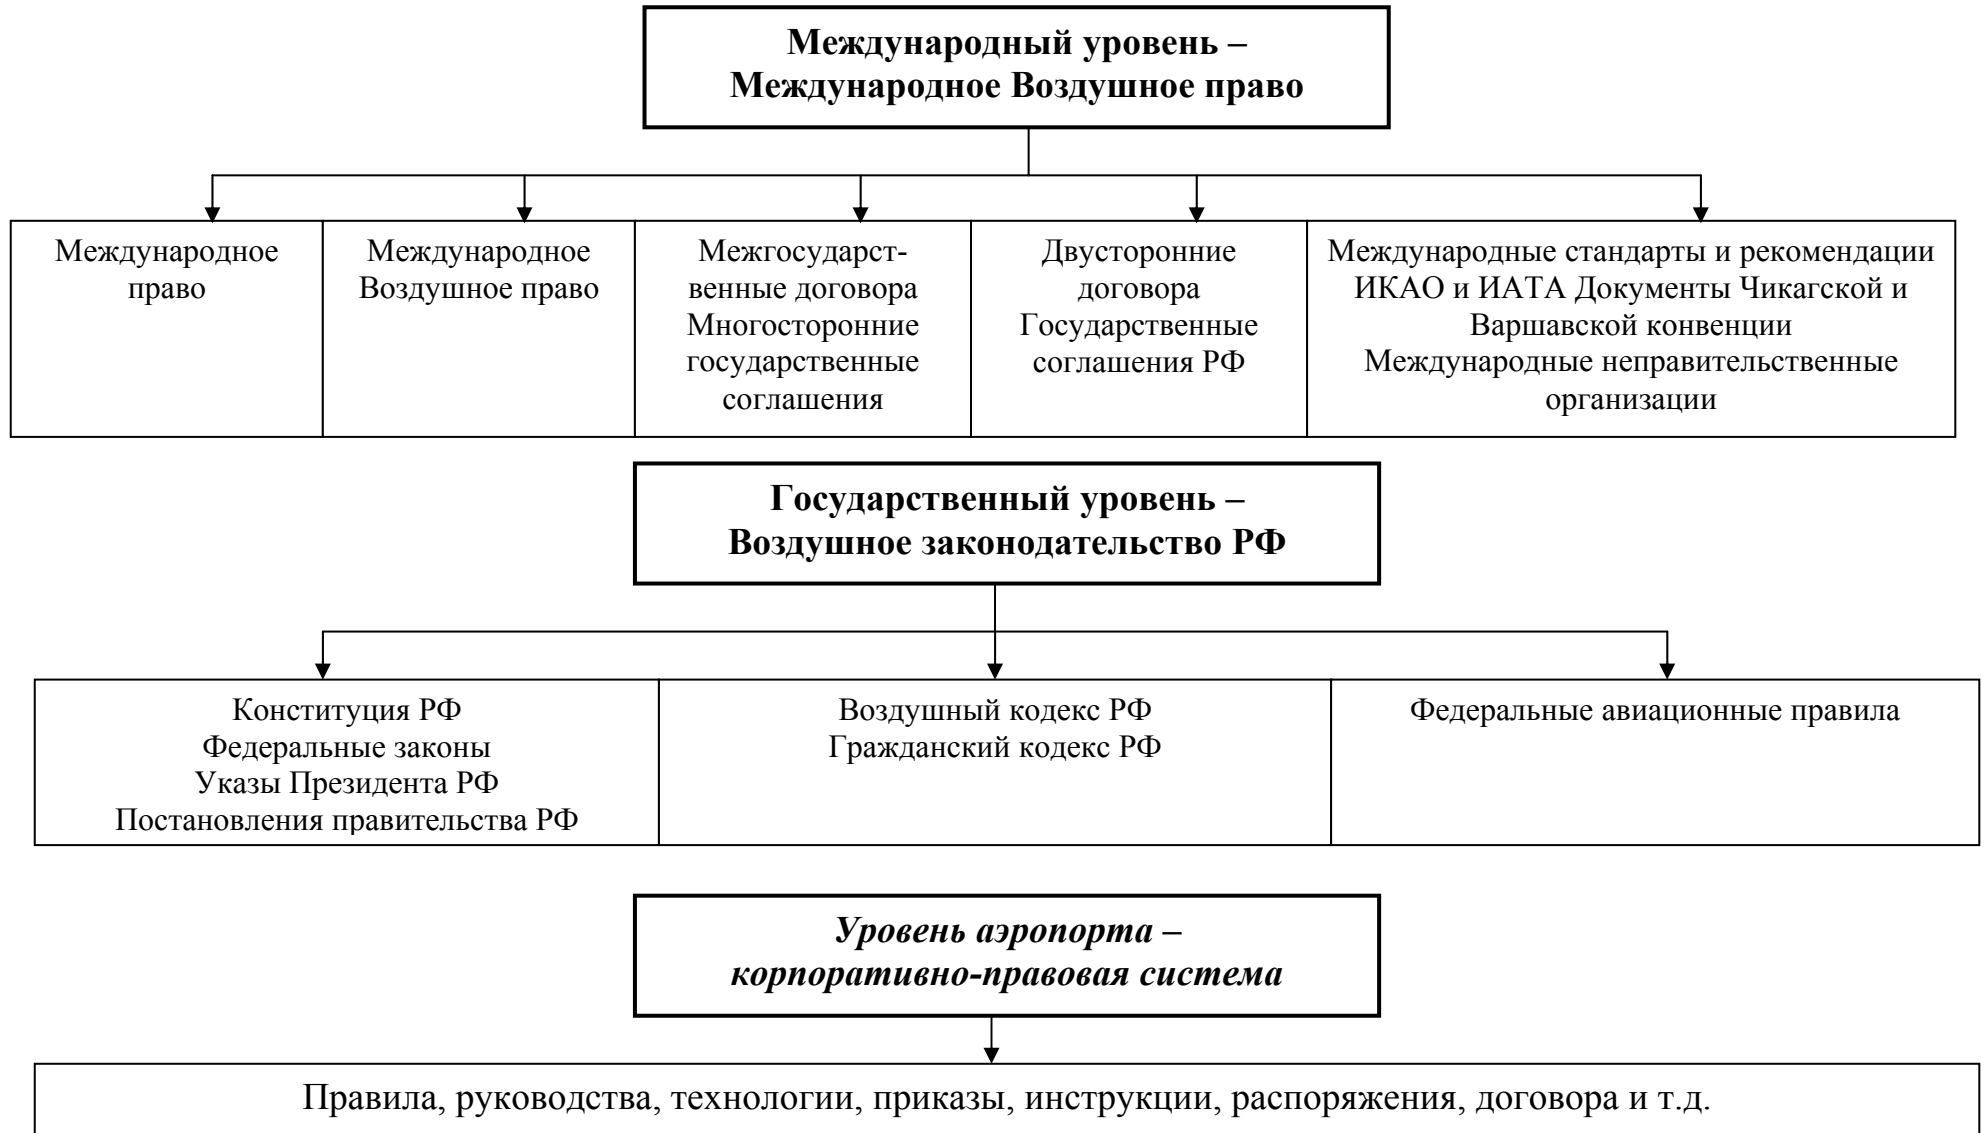 Международный уровень –
Международное Воздушное право
Международное
право
Международное
Воздушное право
Межгосударст-
венные договора
Многосторонние
государственные
соглашения
Двусторонние
договора
Государственные
соглашения РФ
Международные стандарты и рекомендации
ИКАО и ИАТА Документы Чикагской и
Варшавской конвенции
Международные неправительственные
организации
Государственный уровень –
Воздушное законодательство РФ
Конституция РФ
Федеральные законы
Указы Президента РФ
Постановления правительства РФ
Воздушный кодекс РФ
Гражданский кодекс РФ
Федеральные авиационные правила
Уровень аэропорта –
корпоративно-правовая система
Правила, руководства, технологии, приказы, инструкции, распоряжения, договора и т.д.